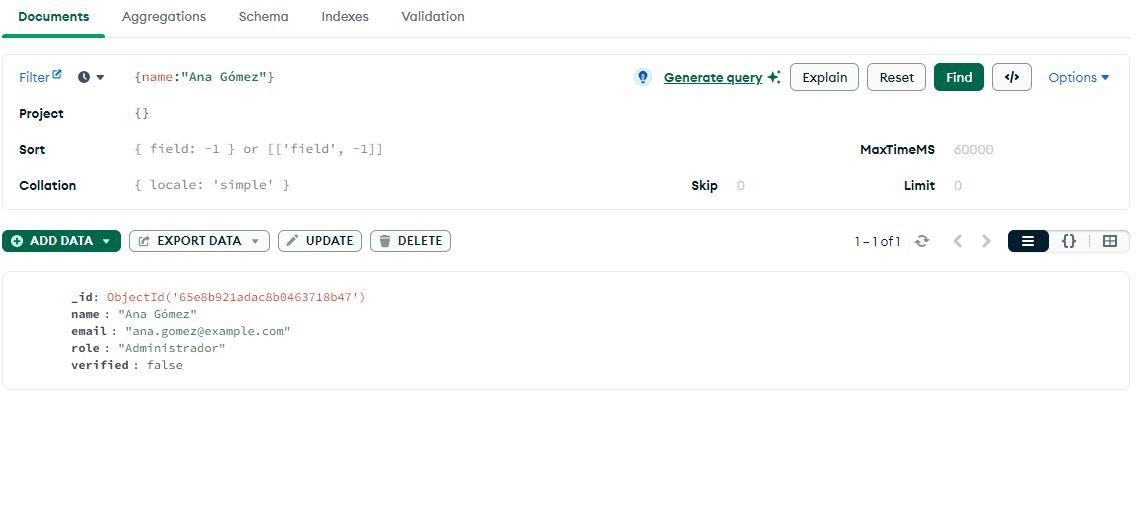 Documents Aggregations Schema Indexes Validation
Filter {name:"Ana Gómez"} Generate query Explain Reset Find </> Options
Project {}
Sort { field: -1 } or [['field', -1]] MaxTimeMS 60000
Collation { locale: 'simple' } Skip 0 Limit 0
ADD DATA EXPORT DATA UPDATE DELETE 1 – 1 of 1 {}
_id: ObjectId('65e8b921adac8b0463718b47')
name : "Ana Gómez"
email : "ana.gomez@example.com"
role : "Administrador"
verified : false